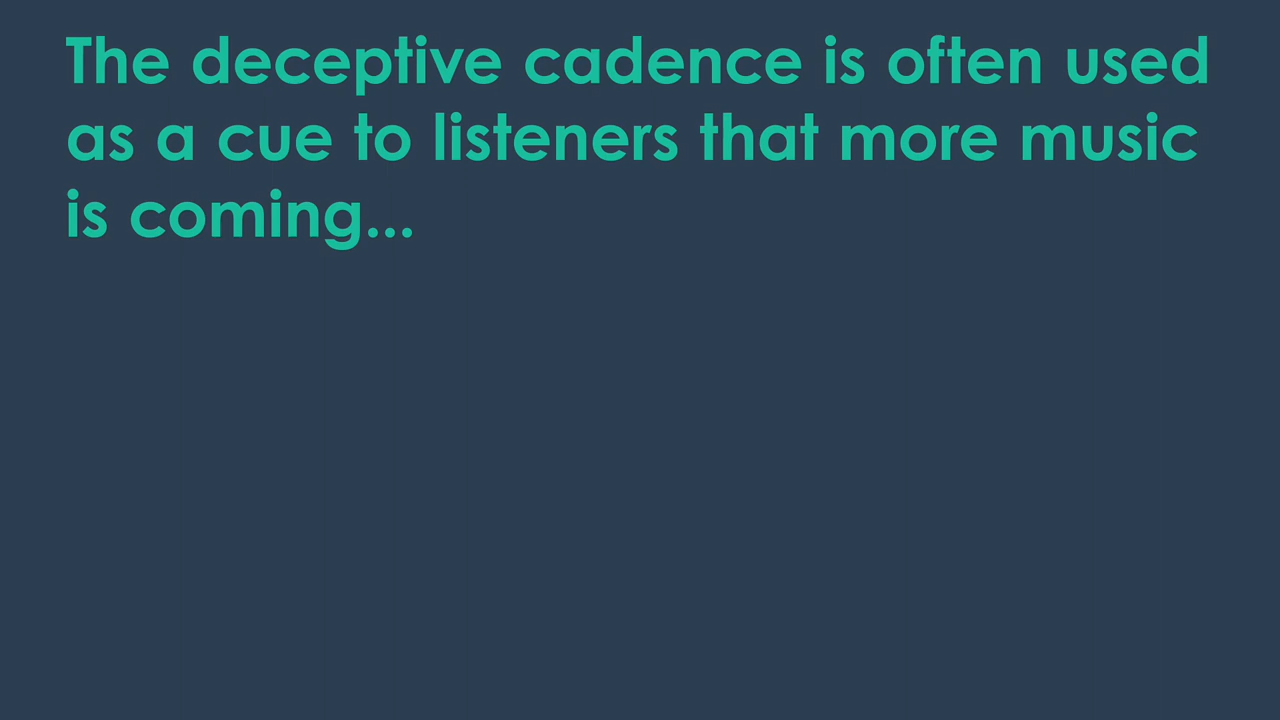 The deceptive cadence is often used
as a cue to listeners that more music
is coming...